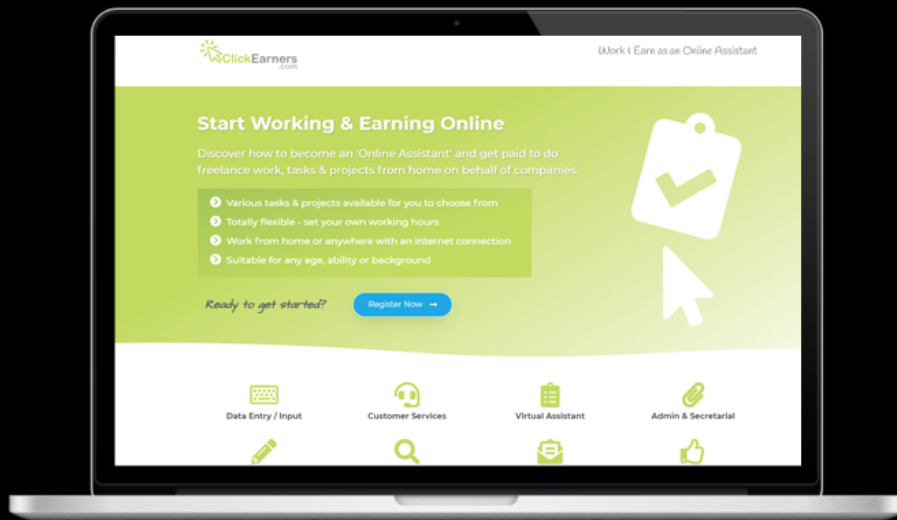 ClickEarners
.com
Work & Earn as an Online Assistant
Start Working & Earning Online
Discover how to become an 'Online Assistant' and get paid to do
freelance work, tasks & projects from home on behalf of companies.
Various tasks & projects available for you to choose from
Totally flexible - set your own working hours
Work from home or anywhere with an internet connection
Suitable for any age, ability or background
Ready to get started?
Register Now
Data Entry / Input
Customer Services
Virtual Assistant
Admin & Secretarial